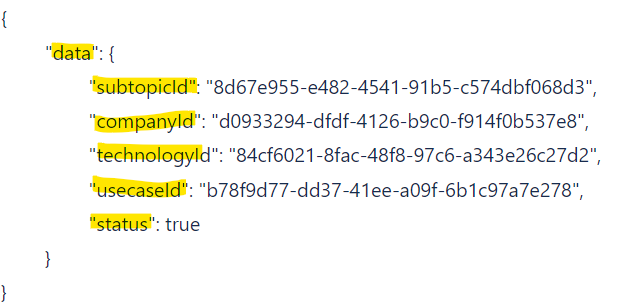 {
"data": {
"subtopicId": "8d67e955-e482-4541-91b5-c574dbf068d3",
"companyId": "d0933294-dfdf-4126-b9c0-f914f0b537e8",
"technologyId": "84cf6021-8fac-48f8-97c6-a343e26c27d2",
"usecaseId": "b78f9d77-dd37-41ee-a09f-6b1c97a7e278",
"status": true
}
}